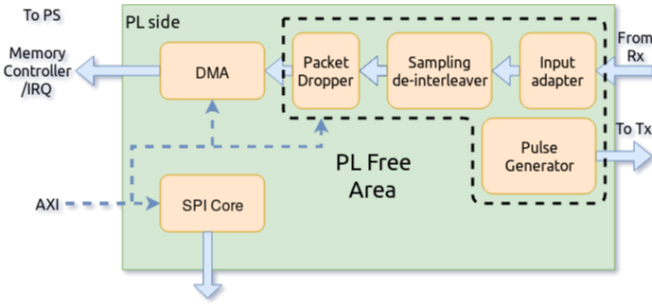 To PS
Memory
Controller
/IRQ
PL side
DMA
Packet
Dropper
Sampling
de-interleaver
Input
adapter
From
Rx
To Tx
Pulse
Generator
PL Free
Area
AXI
SPI Core